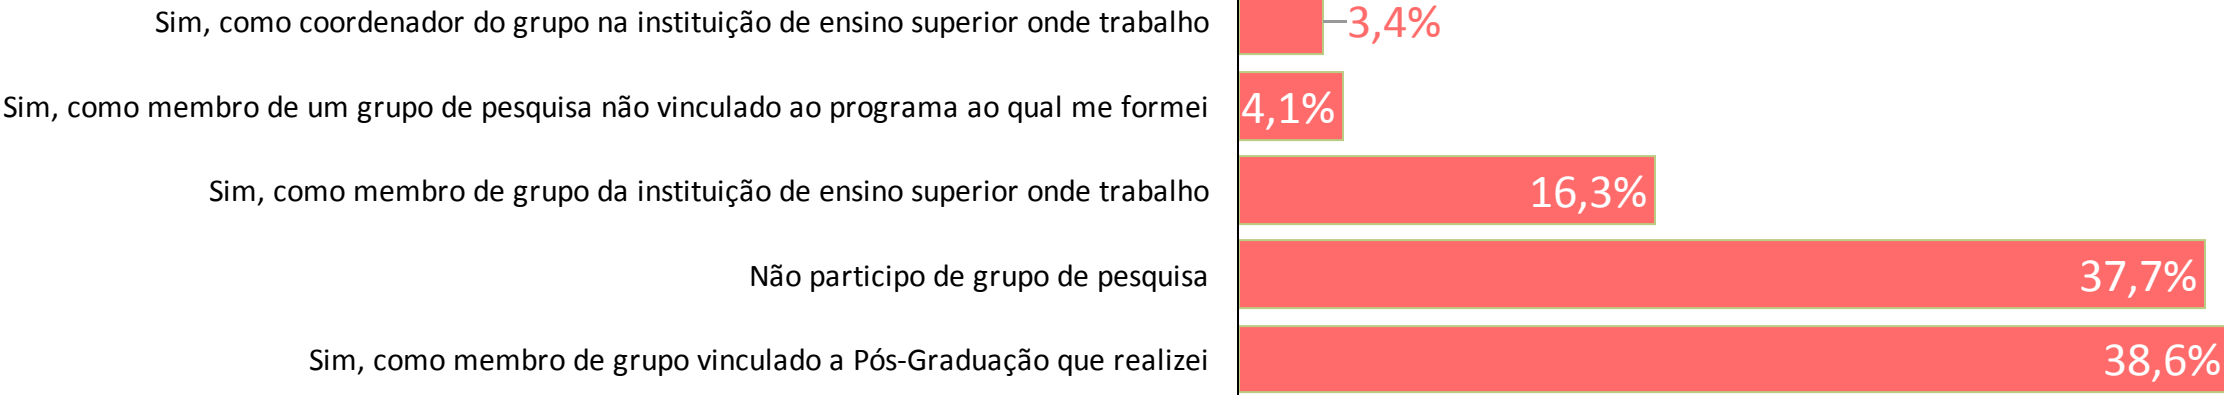 Sim, como coordenador do grupo na instituição de ensino superior onde trabalho 3,4%
Sim, como membro de um grupo de pesquisa não vinculado ao programa ao qual me formei 4,1%
Sim, como membro de grupo da instituição de ensino superior onde trabalho 16,3%
Não participo de grupo de pesquisa 37,7%
Sim, como membro de grupo vinculado a Pós-Graduação que realizei 38,6%